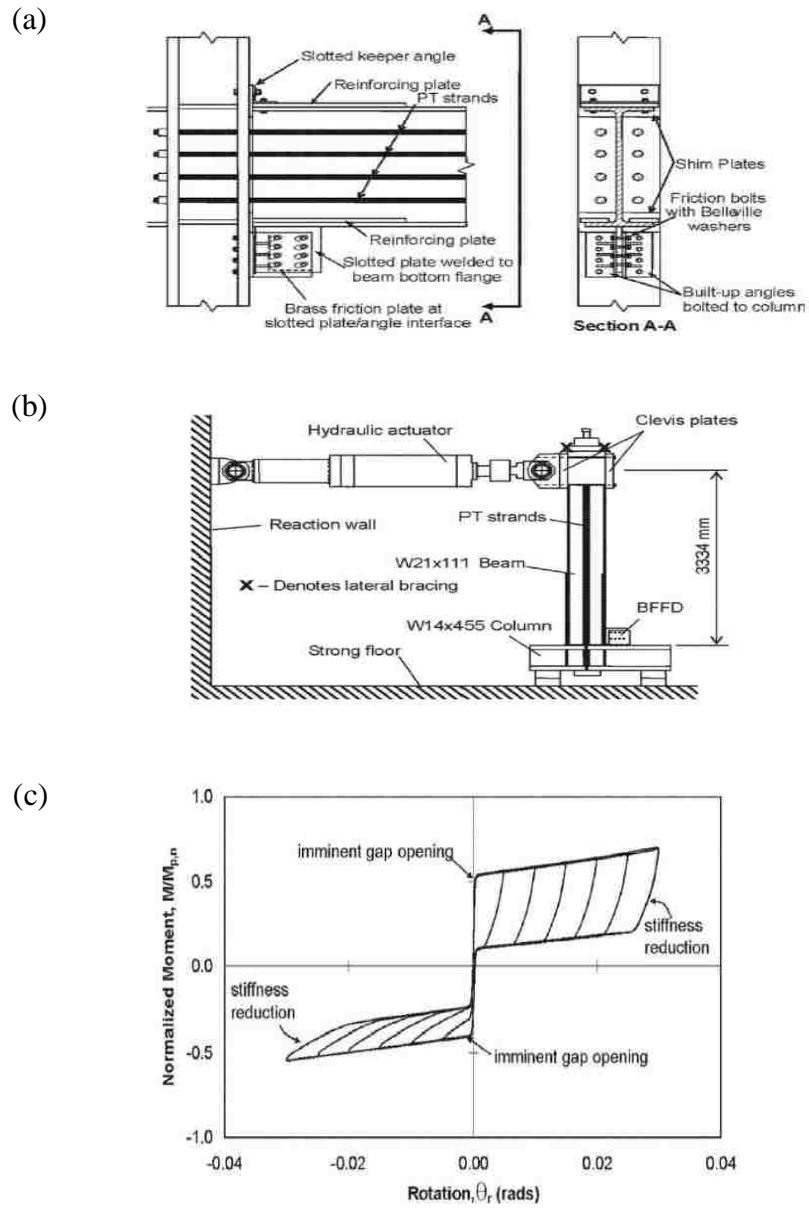 (a)
A
Slotted keeper angle
Reinforcing plate
PT strands
Shim Plates
Friction bolts
with Belleville
washers
Reinforcing plate
Slotted plate welded to
beam bottom flange
Brass friction plate at
slotted plate/angle interface
A
Built-up angles
bolted to column
Section A-A
(b)
Clevis plates
Hydraulic actuator
PT strands
Reaction wall
3334 mm
W21x111 Beam
X – Denotes lateral bracing
BFFD
W14x455 Column
Strong floor
(c)
1.0
imminent gap opening
0.5
stiffness
reduction
0.0
-0.02
0.02
stiffness
reduction
-0.5
imminent gap opening
-1.0
-0.04
-0.02
0.00
0.02
0.04
Normalized Moment, M/Mp,n
Rotation,θr (rads)